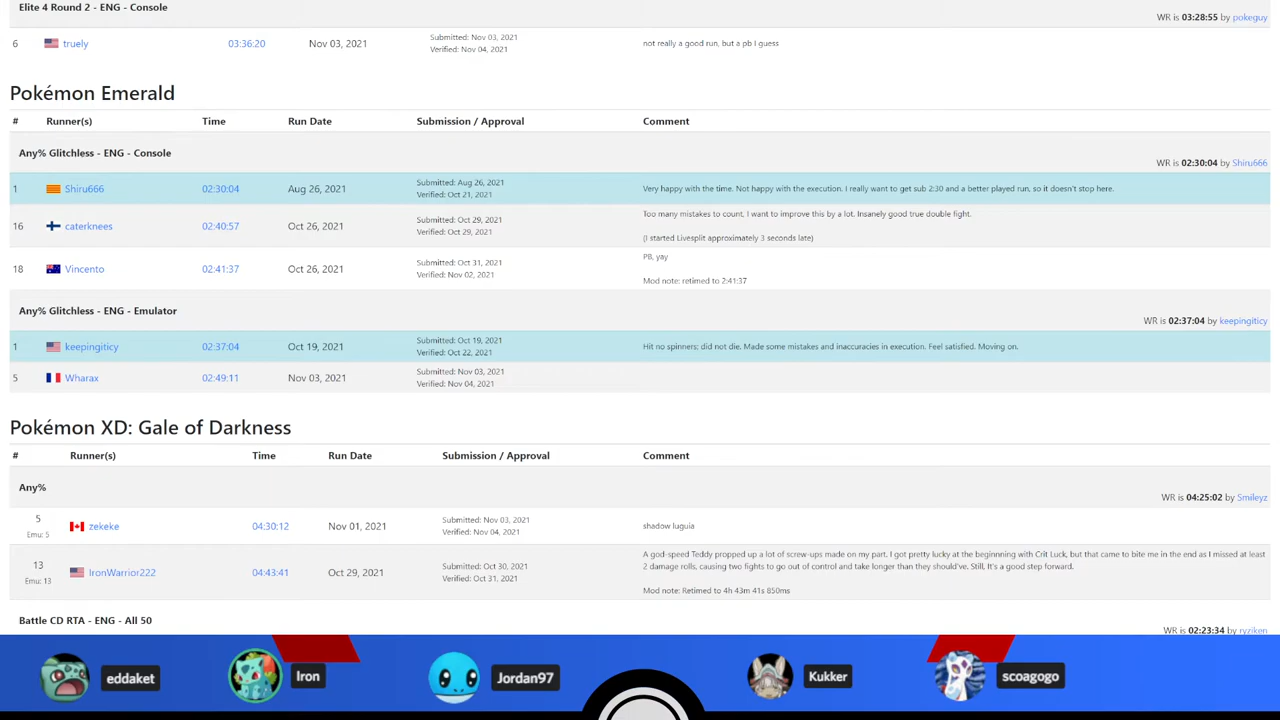 Elite 4 Round 2 - ENG - Console
WR is 03:28:55 by pokeguy
6 truely 03:36:20 Nov 03, 2021 Submitted: Nov 03, 2021 not really a good run, but a pb I guess
Verified: Nov 04, 2021
Pokémon Emerald
# Runner(s) Time Run Date Submission / Approval Comment
Any% Glitchless - ENG - Console
WR is 02:30:04 by Shiru666
1 Shiru666 02:30:04 Aug 26, 2021 Submitted: Aug 26, 2021 Very happy with the time. Not happy with the execution. I really want to get sub 2:30 and a better played run, so it doesn't stop here.
Verified: Oct 21, 2021
16 caterknees 02:40:57 Oct 26, 2021 Submitted: Oct 29, 2021 Too many mistakes to count, I want to improve this by a lot. Insanely good true double fight.
Verified: Oct 29, 2021 (I started Livesplit approximately 3 seconds late)
18 Vincento 02:41:37 Oct 26, 2021 Submitted: Oct 31, 2021 PB, yay
Verified: Nov 02, 2021 Mod note: retimed to 2:41:37
Any% Glitchless - ENG - Emulator
WR is 02:37:04 by keepingiticy
1 keepingiticy 02:37:04 Oct 19, 2021 Submitted: Oct 19, 2021 Hit no spinners; did not die. Made some mistakes and inaccuracies in execution. Feel satisfied. Moving on.
Verified: Oct 22, 2021
5 Wharax 02:49:11 Nov 03, 2021 Submitted: Nov 03, 2021
Verified: Nov 04, 2021
Pokémon XD: Gale of Darkness
# Runner(s) Time Run Date Submission / Approval Comment
Any%
WR is 04:25:02 by Smileyz
5 zekeke 04:30:12 Nov 01, 2021 Submitted: Nov 03, 2021 shadow luguia
Emu: 5 Verified: Nov 04, 2021
13 IronWarrior222 04:43:41 Oct 29, 2021 Submitted: Oct 30, 2021 A god-speed Teddy propped up a lot of screw-ups made on my part. I got pretty lucky at the beginnning with Crit Luck, but that came to bite me in the end as I missed at least
Emu: 13 Verified: Oct 31, 2021 2 damage rolls, causing two fights to go out of control and take longer than they should've. Still, It's a good step forward.
Mod note: Retimed to 4h 43m 41s 850ms
Battle CD RTA - ENG - All 50
WR is 02:23:34 by ryziken
eddaket Iron Jordan97 Kukker scoagogo